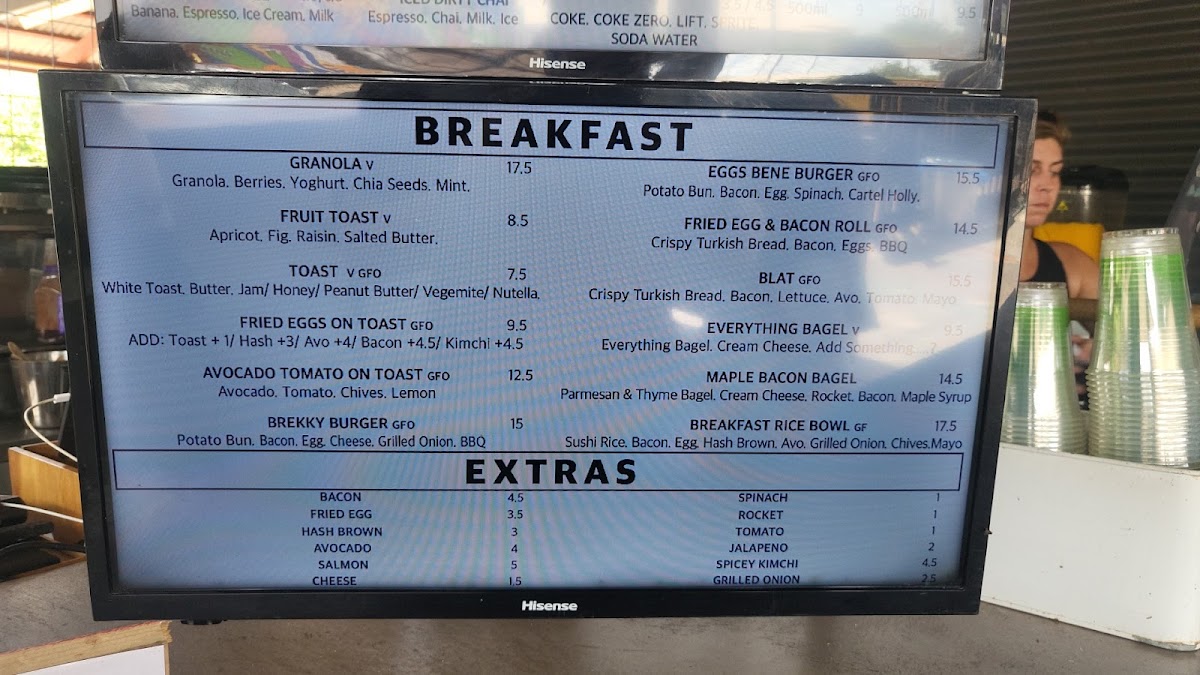 Banana, Espresso, Ice Cream, Milk
ICED DIRTY CHAI
Espresso, Chai, Milk, Ice
COKE, COKE ZERO, LIFT, SPRITE,
SODA WATER
500ml
9
500ml
9.5
Hisense
BREAKFAST
GRANOLA V 17.5
Granola. Berries. Yoghurt. Chia Seeds. Mint.
FRUIT TOAST V 8.5
Apricot. Fig. Raisin. Salted Butter.
TOAST V GFO 7.5
White Toast. Butter. Jam/ Honey/ Peanut Butter/ Vegemite/ Nutella.
FRIED EGGS ON TOAST GFO 9.5
ADD: Toast + 1/ Hash +3/ Avo +4/ Bacon +4.5/ Kimchi +4.5
AVOCADO TOMATO ON TOAST GFO 12.5
Avocado. Tomato. Chives. Lemon
BREKKY BURGER GFO 15
Potato Bun. Bacon. Egg. Cheese. Grilled Onion. BBQ
EGGS BENE BURGER GFO 15.5
Potato Bun. Bacon. Egg. Spinach. Cartel Holly.
FRIED EGG & BACON ROLL GFO 14.5
Crispy Turkish Bread, Bacon, Eggs, BBQ
BLAT GFO 15.5
Crispy Turkish Bread, Bacon, Lettuce, Avo, Tomato, Mayo
EVERYTHING BAGEL V 9.5
Everything Bagel. Cream Cheese. Add Something....?
MAPLE BACON BAGEL 14.5
Parmesan & Thyme Bagel. Cream Cheese. Rocket. Bacon. Maple Syrup
BREAKFAST RICE BOWL GF 17.5
Sushi Rice. Bacon. Egg. Hash Brown. Avo. Grilled Onion. Chives.Mayo
EXTRAS
BACON 4.5
FRIED EGG 3.5
HASH BROWN 3
AVOCADO 4
SALMON 5
CHEESE 1.5
SPINACH 1
ROCKET 1
TOMATO 1
JALAPENO 2
SPICEY KIMCHI 4.5
GRILLED ONION 2.5
Hisense